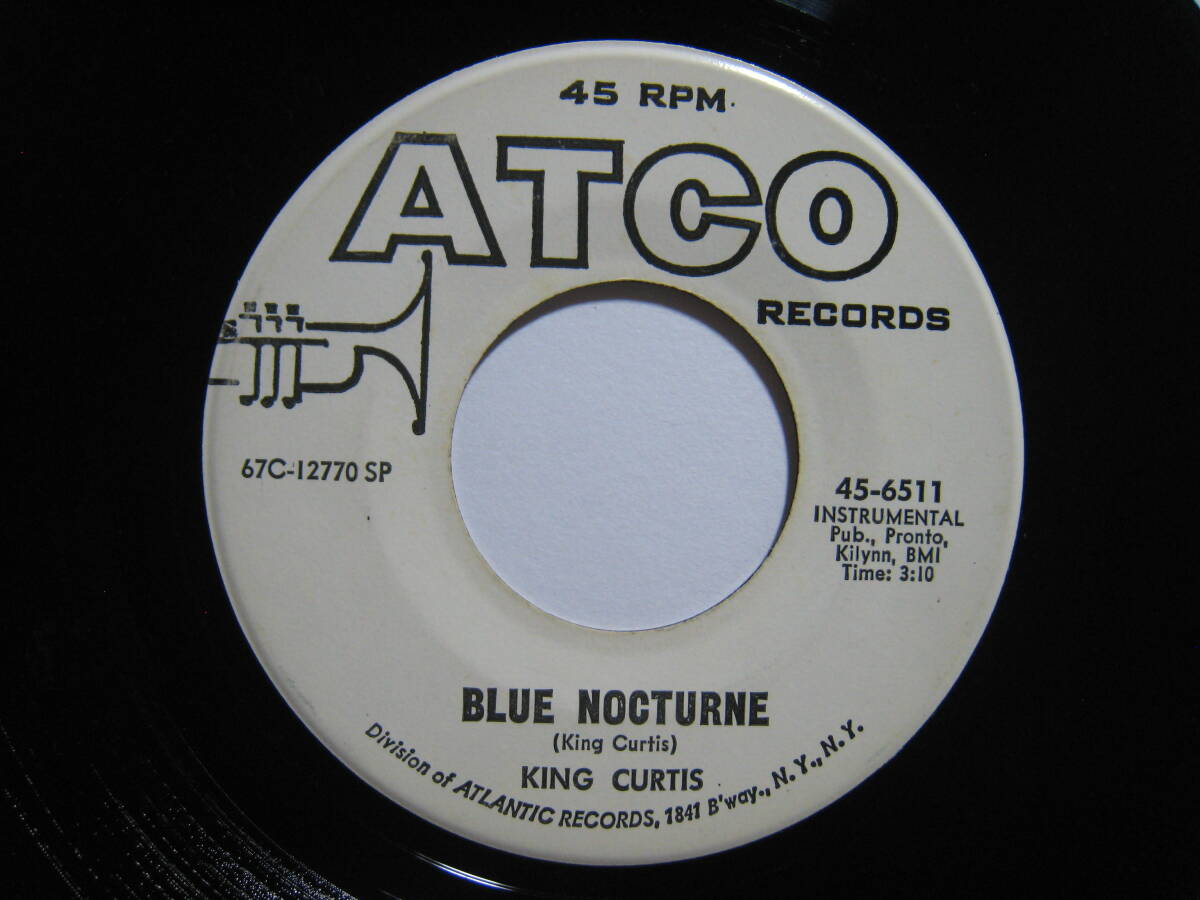 45 RPM
ATCO
RECORDS
67C-12770 SP
45-6511
INSTRUMENTAL
Pub., Pronto,
Kilynn, BMI
Time: 3:10
BLUE NOCTURNE
(King Curtis)
KING CURTIS
Division of ATLANTIC RECORDS, 1841 B'way., N.Y., N.Y.